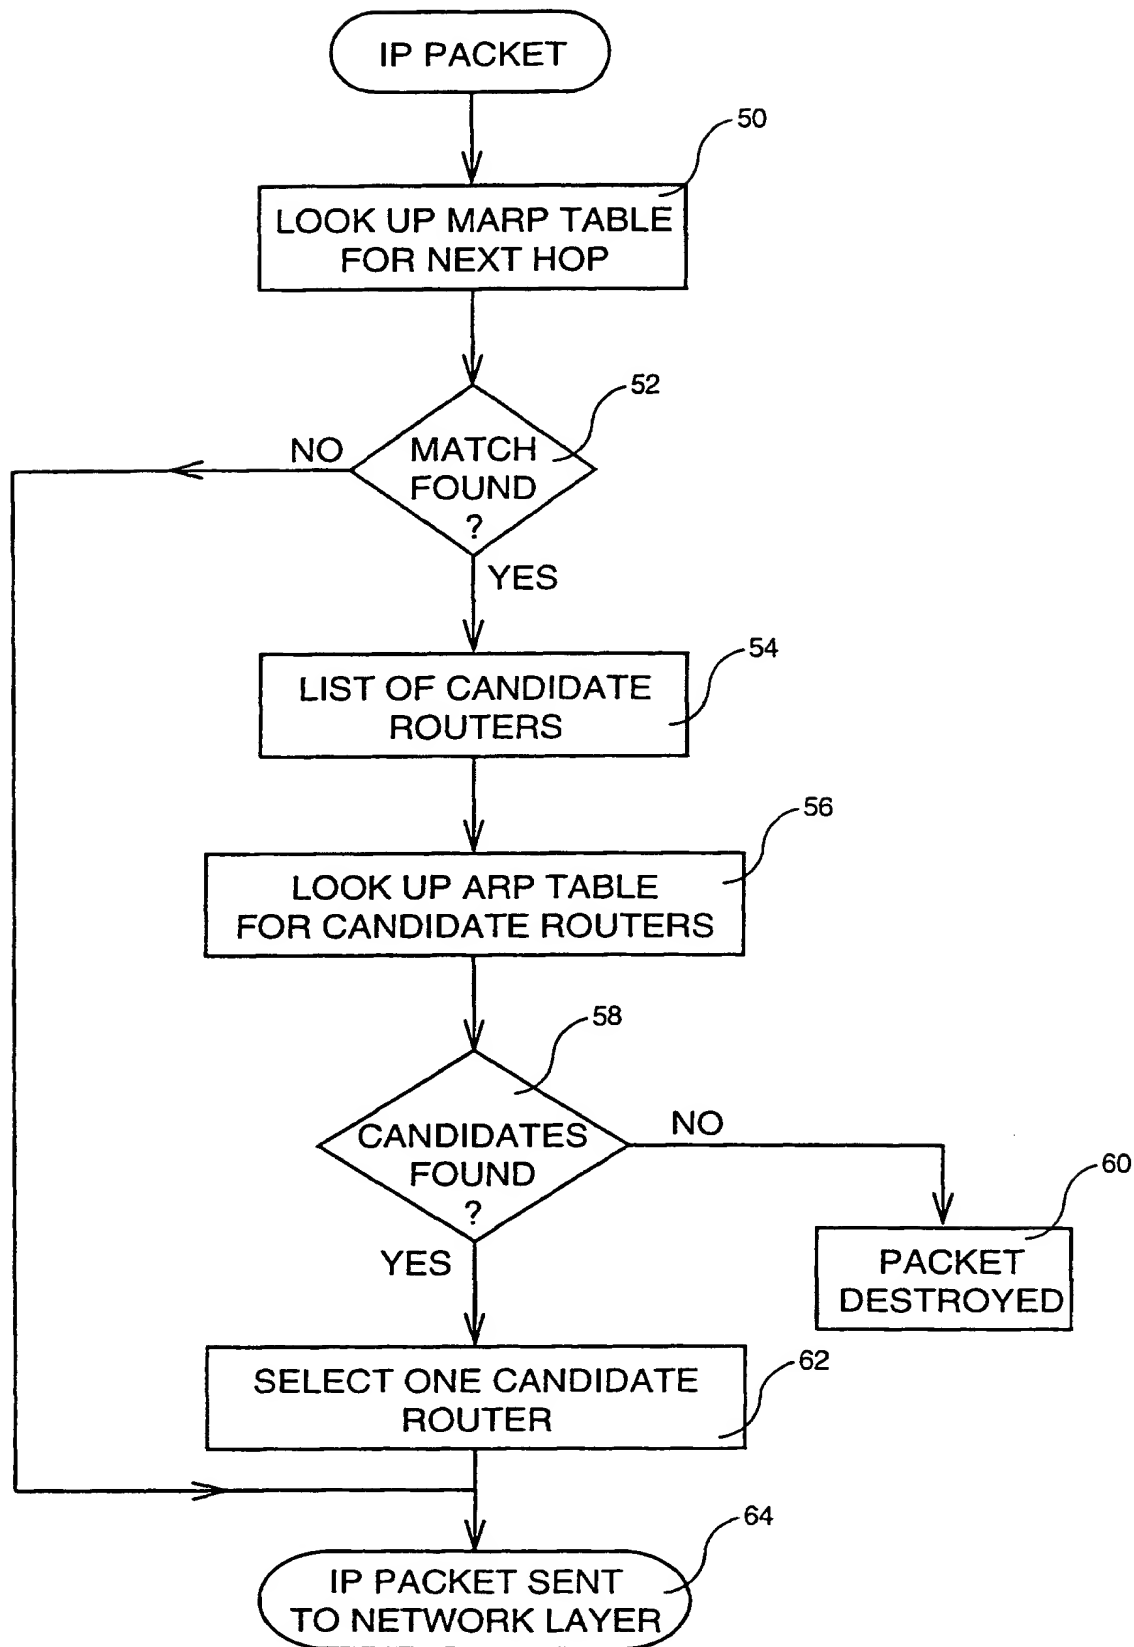 IP PACKET
50
LOOK UP MARP TABLE
FOR NEXT HOP
52
NO
MATCH
FOUND
?
YES
54
LIST OF CANDIDATE
ROUTERS
56
LOOK UP ARP TABLE
FOR CANDIDATE ROUTERS
58
CANDIDATES
FOUND
?
NO
60
PACKET
DESTROYED
YES
62
SELECT ONE CANDIDATE
ROUTER
64
IP PACKET SENT
TO NETWORK LAYER